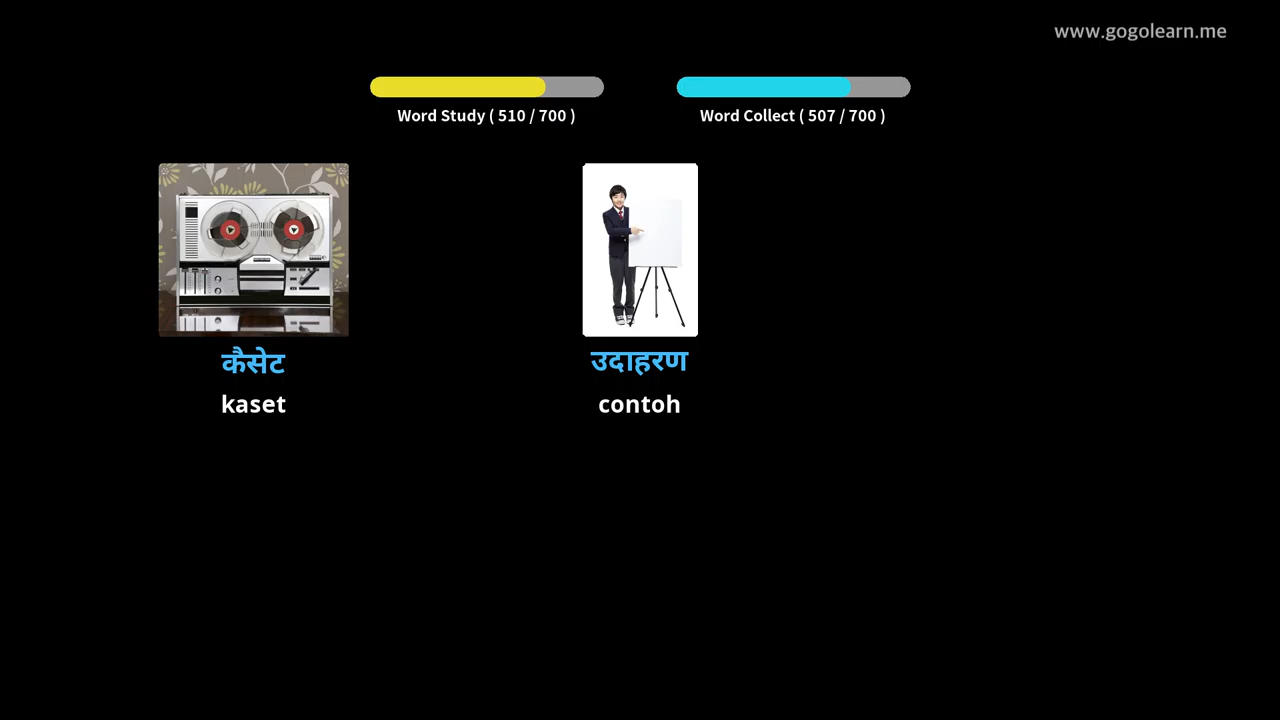 www.gogolearn.me
Word Study ( 510 / 700 )
Word Collect ( 507 / 700 )
कैसेट
kaset
उदाहरण
contoh